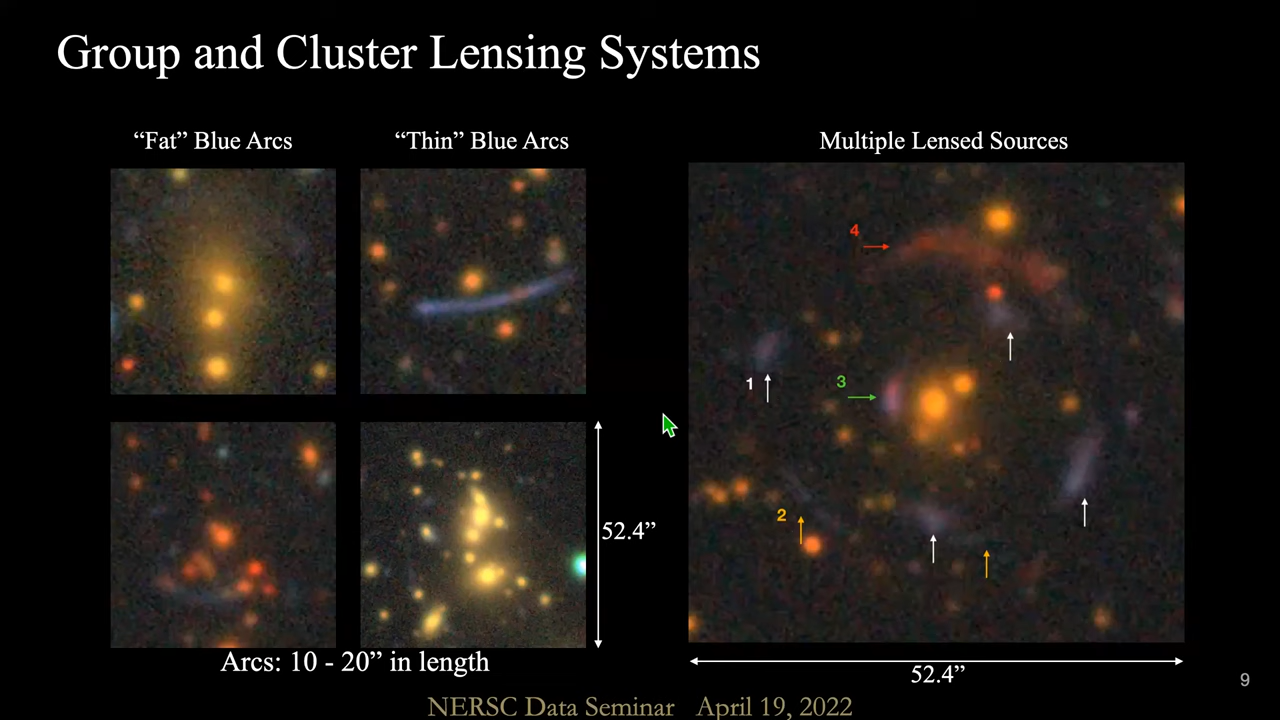 Group and Cluster Lensing Systems
“Fat” Blue Arcs
“Thin” Blue Arcs
Multiple Lensed Sources
4
1
3
2
52.4”
Arcs: 10 - 20” in length
52.4”
9
NERSC Data Seminar April 19, 2022